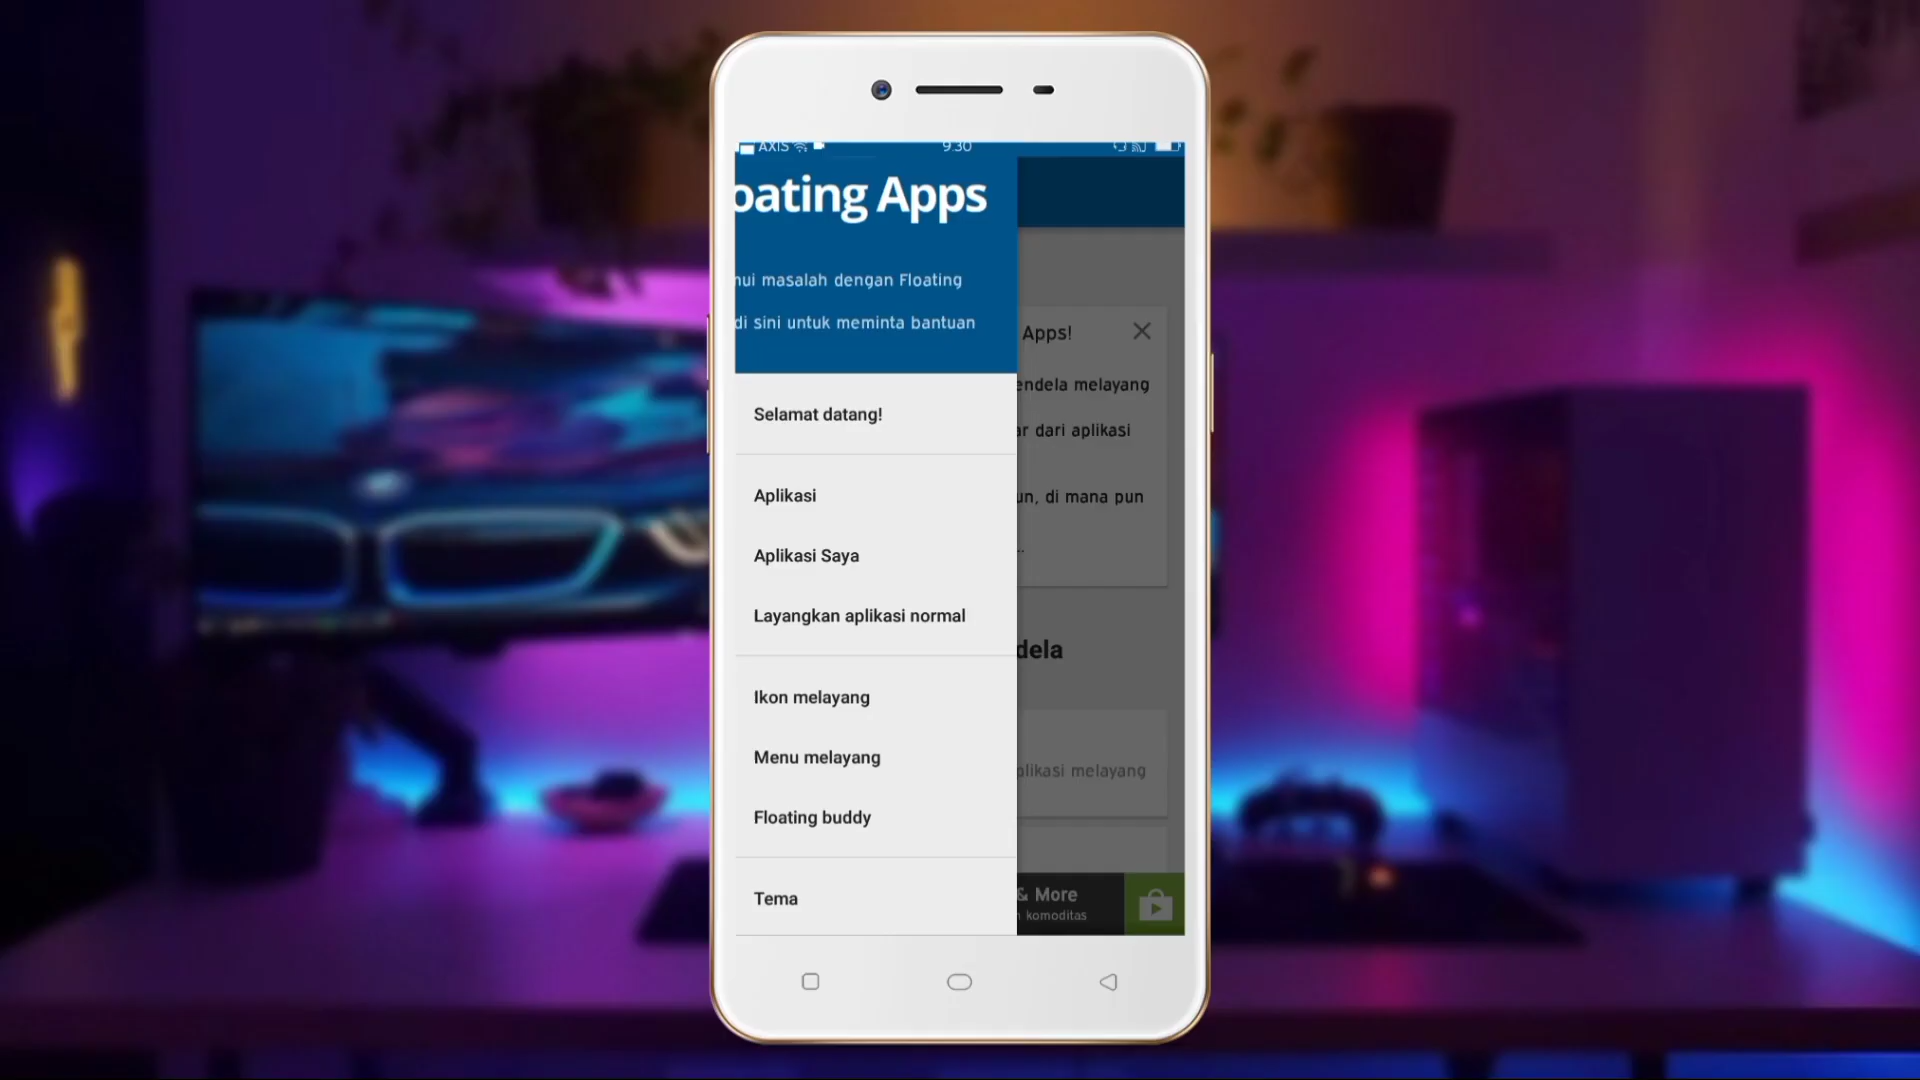 AXIS
9.30
oating Apps
masalah dengan Floating
di sini untuk meminta bantuan
Selamat datang!
Aplikasi
Aplikasi Saya
Layangkan aplikasi normal
Ikon melayang
Menu melayang
Floating buddy
Tema
Apps!
endela melayang
ar dari aplikasi
un, di mana pun
dela
plikasi melayang
& More
komoditas